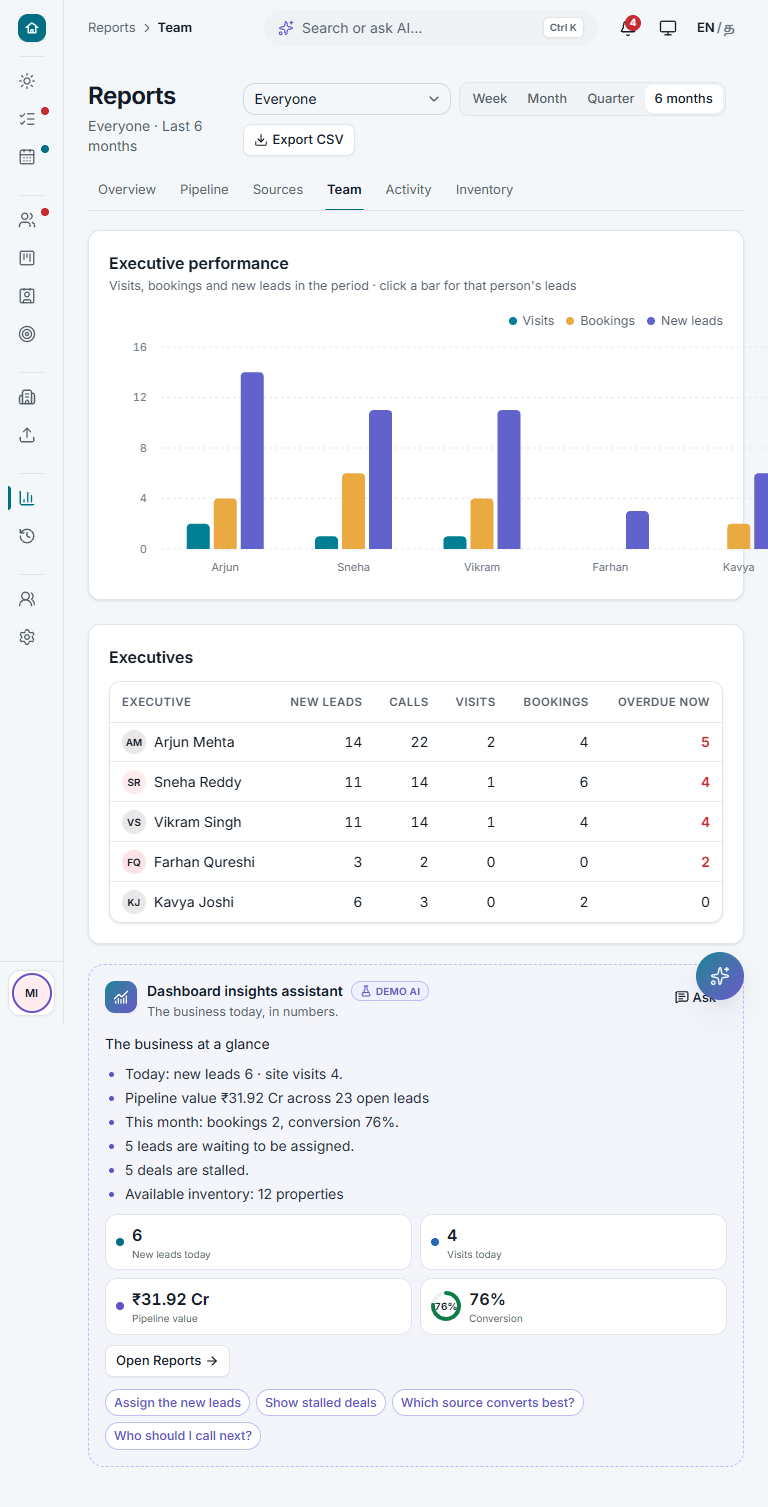 Reports > Team
Search or ask AI... Ctrl K
4
EN / த
Reports
Everyone · Last 6 months
Everyone
Week Month Quarter 6 months
Export CSV
Overview Pipeline Sources Team Activity Inventory
Executive performance
Visits, bookings and new leads in the period · click a bar for that person's leads
Visits Bookings New leads
16
12
8
4
0
Arjun Sneha Vikram Farhan Kavya
Executives
EXECUTIVE NEW LEADS CALLS VISITS BOOKINGS OVERDUE NOW
AM Arjun Mehta 14 22 2 4 5
SR Sneha Reddy 11 14 1 6 4
VS Vikram Singh 11 14 1 4 4
FQ Farhan Qureshi 3 2 0 0 2
KJ Kavya Joshi 6 3 0 2 0
MI
Dashboard insights assistant DEMO AI
The business today, in numbers.
Ask
The business at a glance
Today: new leads 6 · site visits 4.
Pipeline value ₹31.92 Cr across 23 open leads
This month: bookings 2, conversion 76%.
5 leads are waiting to be assigned.
5 deals are stalled.
Available inventory: 12 properties
6
New leads today
4
Visits today
₹31.92 Cr
Pipeline value
76% 76%
Conversion
Open Reports →
Assign the new leads Show stalled deals Which source converts best?
Who should I call next?